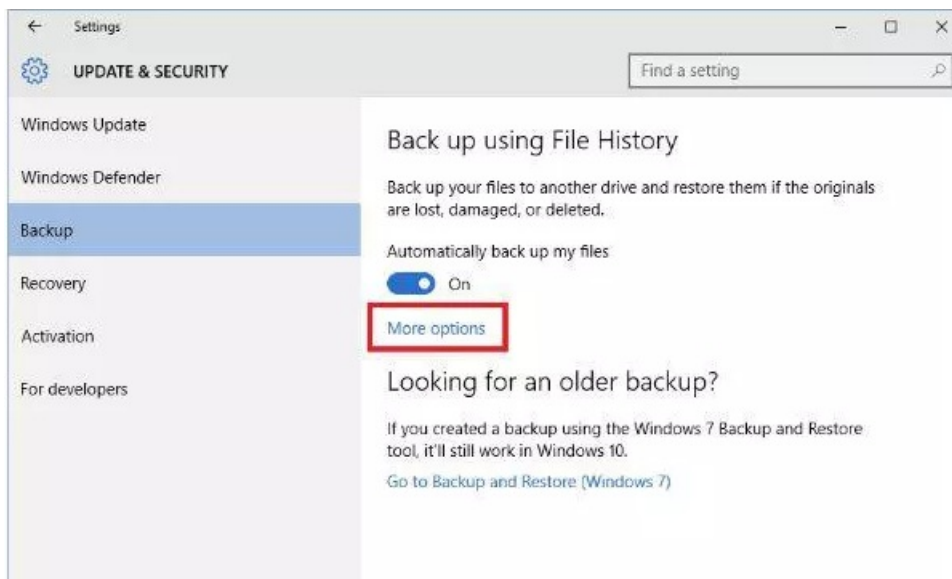 Settings
UPDATE & SECURITY
Find a setting
Windows Update
Windows Defender
Backup
Recovery
Activation
For developers
Back up using File History
Back up your files to another drive and restore them if the originals
are lost, damaged, or deleted.
Automatically back up my files
On
More options
Looking for an older backup?
If you created a backup using the Windows 7 Backup and Restore
tool, it'll still work in Windows 10.
Go to Backup and Restore (Windows 7)